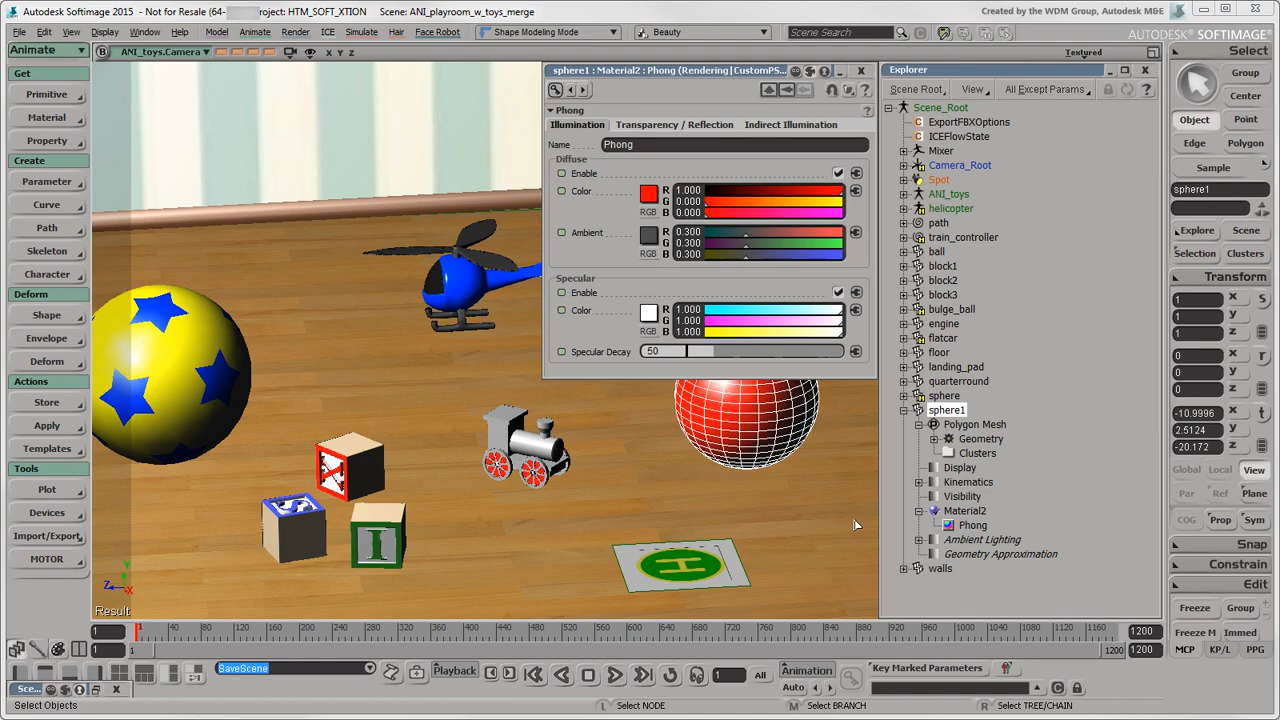 Autodesk Softimage 2015 - Not for Resale (64- roject: HTM_SOFT_XTION Scene: ANI_playroom_w_toys_merge
Created by the WDM Group, Autodesk M&E
File Edit View Display Window Model Animate Render ICE Simulate Hair Face Robot Shape Modeling Mode Beauty Scene Search
AUTODESK® SOFTIMAGE®
Animate
B ANI_toys.Camera X Y Z Textured
Get
Primitive
Material
Property
Create
Parameter
Curve
Path
Skeleton
Character
Deform
Shape
Envelope
Deform
Actions
Store
Apply
Templates
Tools
Plot
Devices
Import/Export
MOTOR
sphere1 : Material2 : Phong (Rendering|CustomPS...
Phong
Illumination Transparency / Reflection Indirect Illumination
Name Phong
Diffuse
Enable
Color R 1.000
G 0.000
RGB B 0.000
Ambient R 0.300
G 0.300
RGB B 0.300
Specular
Enable
Color R 1.000
G 1.000
RGB B 1.000
Specular Decay 50
I
H
Y
Z X
Result
Explorer
Scene Root View All Except Params
Scene_Root
ExportFBXOptions
ICEFlowState
Mixer
Camera_Root
Spot
ANI_toys
helicopter
path
train_controller
ball
block1
block2
block3
bulge_ball
engine
flatcar
floor
landing_pad
quarterround
sphere
sphere1
Polygon Mesh
Geometry
Clusters
Display
Kinematics
Visibility
Material2
Phong
Ambient Lighting
Geometry Approximation
walls
Select
Group
Center
Object Point
Edge Polygon
Sample
sphere1
Explore Scene
Selection Clusters
Transform
1 X S
1 Y
1 Z
0 X r
0 Y
0 Z
-10.9996 X t
2.5124 Y
-20.172 Z
Global Local View
Par Ref Plane
COG Prop Sym
Snap
Constrain
Edit
Freeze Group
Freeze M Immed
MCP KP/L PPG
1 1 40 80 120 160 200 240 280 320 360 400 440 480 520 560 600 640 680 720 760 800 840 880 920 960 1000 1040 1080 1120 1160 1200
1 1 1200 1200
SaveScene Playback 1 All Animation Key Marked Parameters
Auto
Sce...
Select Objects L Select NODE M Select BRANCH R Select TREE/CHAIN